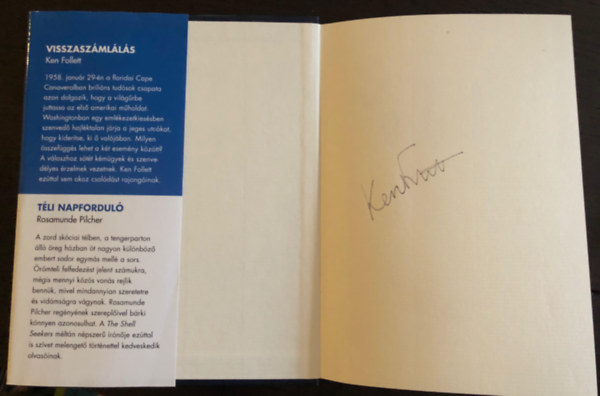 VISSZASZÁMLÁLÁS
Ken Follett
1958. január 29-én a floridai Cape
Canaveralban briliáns tudósok csapata
azon dolgozik, hogy a világűrbe
juttassa az első amerikai műholdat.
Washingtonban egy emlékezetkiesésben
szenvedő hajléktalan járja a jeges utcákat,
hogy kiderítse, ki ő valójában. Milyen
összefüggés lehet a két esemény között?
A válaszhoz sötét kémügyek és szenve-
délyes érzelmek vezetnek. Ken Follett
ezúttal sem okoz csalódást rajongóinak.
TÉLI NAPFORDULÓ
Rosamunde Pilcher
A zord skóciai télben, a tengerparton
álló öreg házban öt nagyon különböző
embert sodor egymás mellé a sors.
Örömteli felfedezést jelent számukra,
mégis mennyi közös vonás rejlik
bennük, mivel mindannyian szeretetre
és vidámságra vágynak. Rosamunde
Pilcher regényének szereplőivel bárki
könnyen azonosulhat. A The Shell
Seekers méltán népszerű írónője ezúttal
is szívet melengető történettel kedveskedik
olvasóinak.
Ken Follett